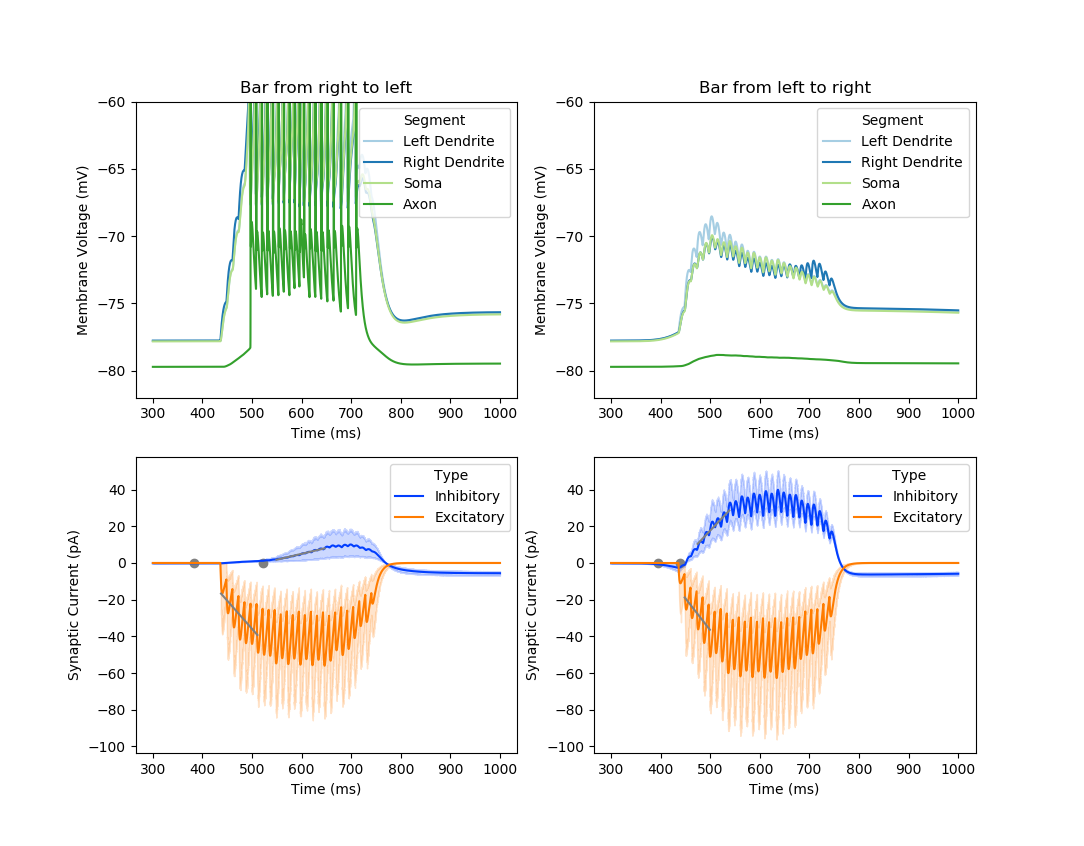 Bar from right to left
Membrane Voltage (mV)
−60
−65
−70
−75
−80
Segment
Left Dendrite
Right Dendrite
Soma
Axon
300 400 500 600 700 800 900 1000
Time (ms)
Bar from left to right
Membrane Voltage (mV)
−60
−65
−70
−75
−80
Segment
Left Dendrite
Right Dendrite
Soma
Axon
300 400 500 600 700 800 900 1000
Time (ms)
Synaptic Current (pA)
40
20
0
−20
−40
−60
−80
−100
Type
Inhibitory
Excitatory
300 400 500 600 700 800 900 1000
Time (ms)
Synaptic Current (pA)
40
20
0
−20
−40
−60
−80
−100
Type
Inhibitory
Excitatory
300 400 500 600 700 800 900 1000
Time (ms)